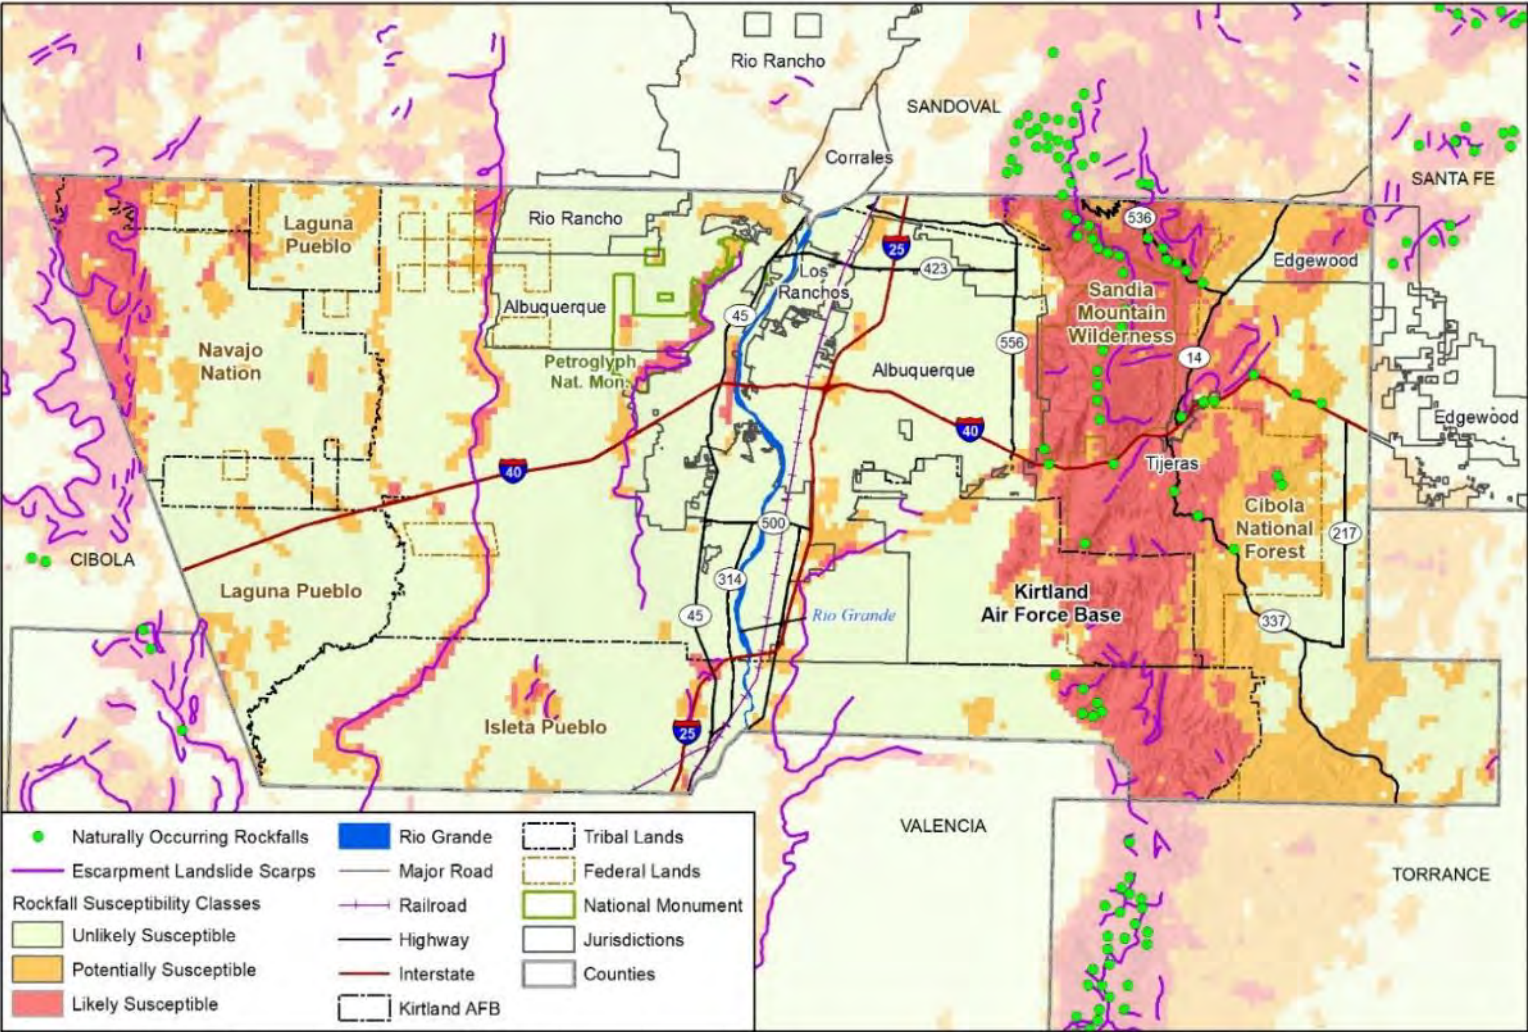 Rio Rancho
SANDOVAL
Corrales
SANTA FE
Laguna
Pueblo
Rio Rancho
536
25
Edgewood
423
Los
Ranchos
Sandia
Mountain
Wilderness
Albuquerque
45
556
Navajo
Nation
14
Petroglyph
Nat. Mon.
Albuquerque
Edgewood
40
40
Tijeras
Cibola
National
Forest
500
217
CIBOLA
314
Laguna Pueblo
Kirtland
Air Force Base
45
Rio Grande
337
Isleta Pueblo
25
VALENCIA
TORRANCE
Naturally Occurring Rockfalls
Escarpment Landslide Scarps
Rockfall Susceptibility Classes
Unlikely Susceptible
Potentially Susceptible
Likely Susceptible
Rio Grande
Major Road
Railroad
Highway
Interstate
Kirtland AFB
Tribal Lands
Federal Lands
National Monument
Jurisdictions
Counties